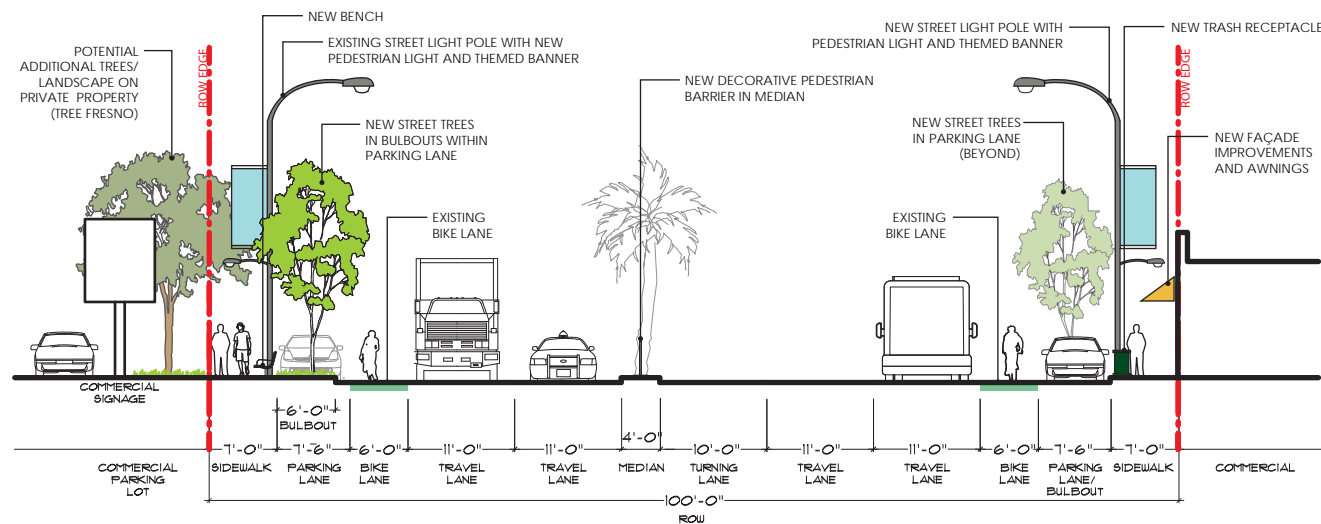 NEW BENCH
EXISTING STREET LIGHT POLE WITH NEW
PEDESTRIAN LIGHT AND THEMED BANNER
POTENTIAL
ADDITIONAL TREES/
LANDSCAPE ON
PRIVATE PROPERTY
(TREE FRESNO)
ROW EDGE
NEW STREET TREES
IN BULBOUTS WITHIN
PARKING LANE
EXISTING
BIKE LANE
NEW DECORATIVE PEDESTRIAN
BARRIER IN MEDIAN
NEW STREET LIGHT POLE WITH
PEDESTRIAN LIGHT AND THEMED BANNER
NEW TRASH RECEPTACLE
ROW EDGE
NEW STREET TREES
IN PARKING LANE
(BEYOND)
NEW FAÇADE
IMPROVEMENTS
AND AWNINGS
EXISTING
BIKE LANE
COMMERCIAL
SIGNAGE
6'-0"
BULBOUT
7'-0" 7'-6" 6'-0" 11'-0" 11'-0" 4'-0" 10'-0" 11'-0" 11'-0" 6'-0" 7'-6" 7'-0"
COMMERCIAL
PARKING
LOT
SIDEWALK
PARKING
LANE
BIKE
LANE
TRAVEL
LANE
TRAVEL
LANE
MEDIAN
TURNING
LANE
TRAVEL
LANE
TRAVEL
LANE
BIKE
LANE
PARKING
LANE/
BULBOUT
SIDEWALK
COMMERCIAL
100'-0"
ROW